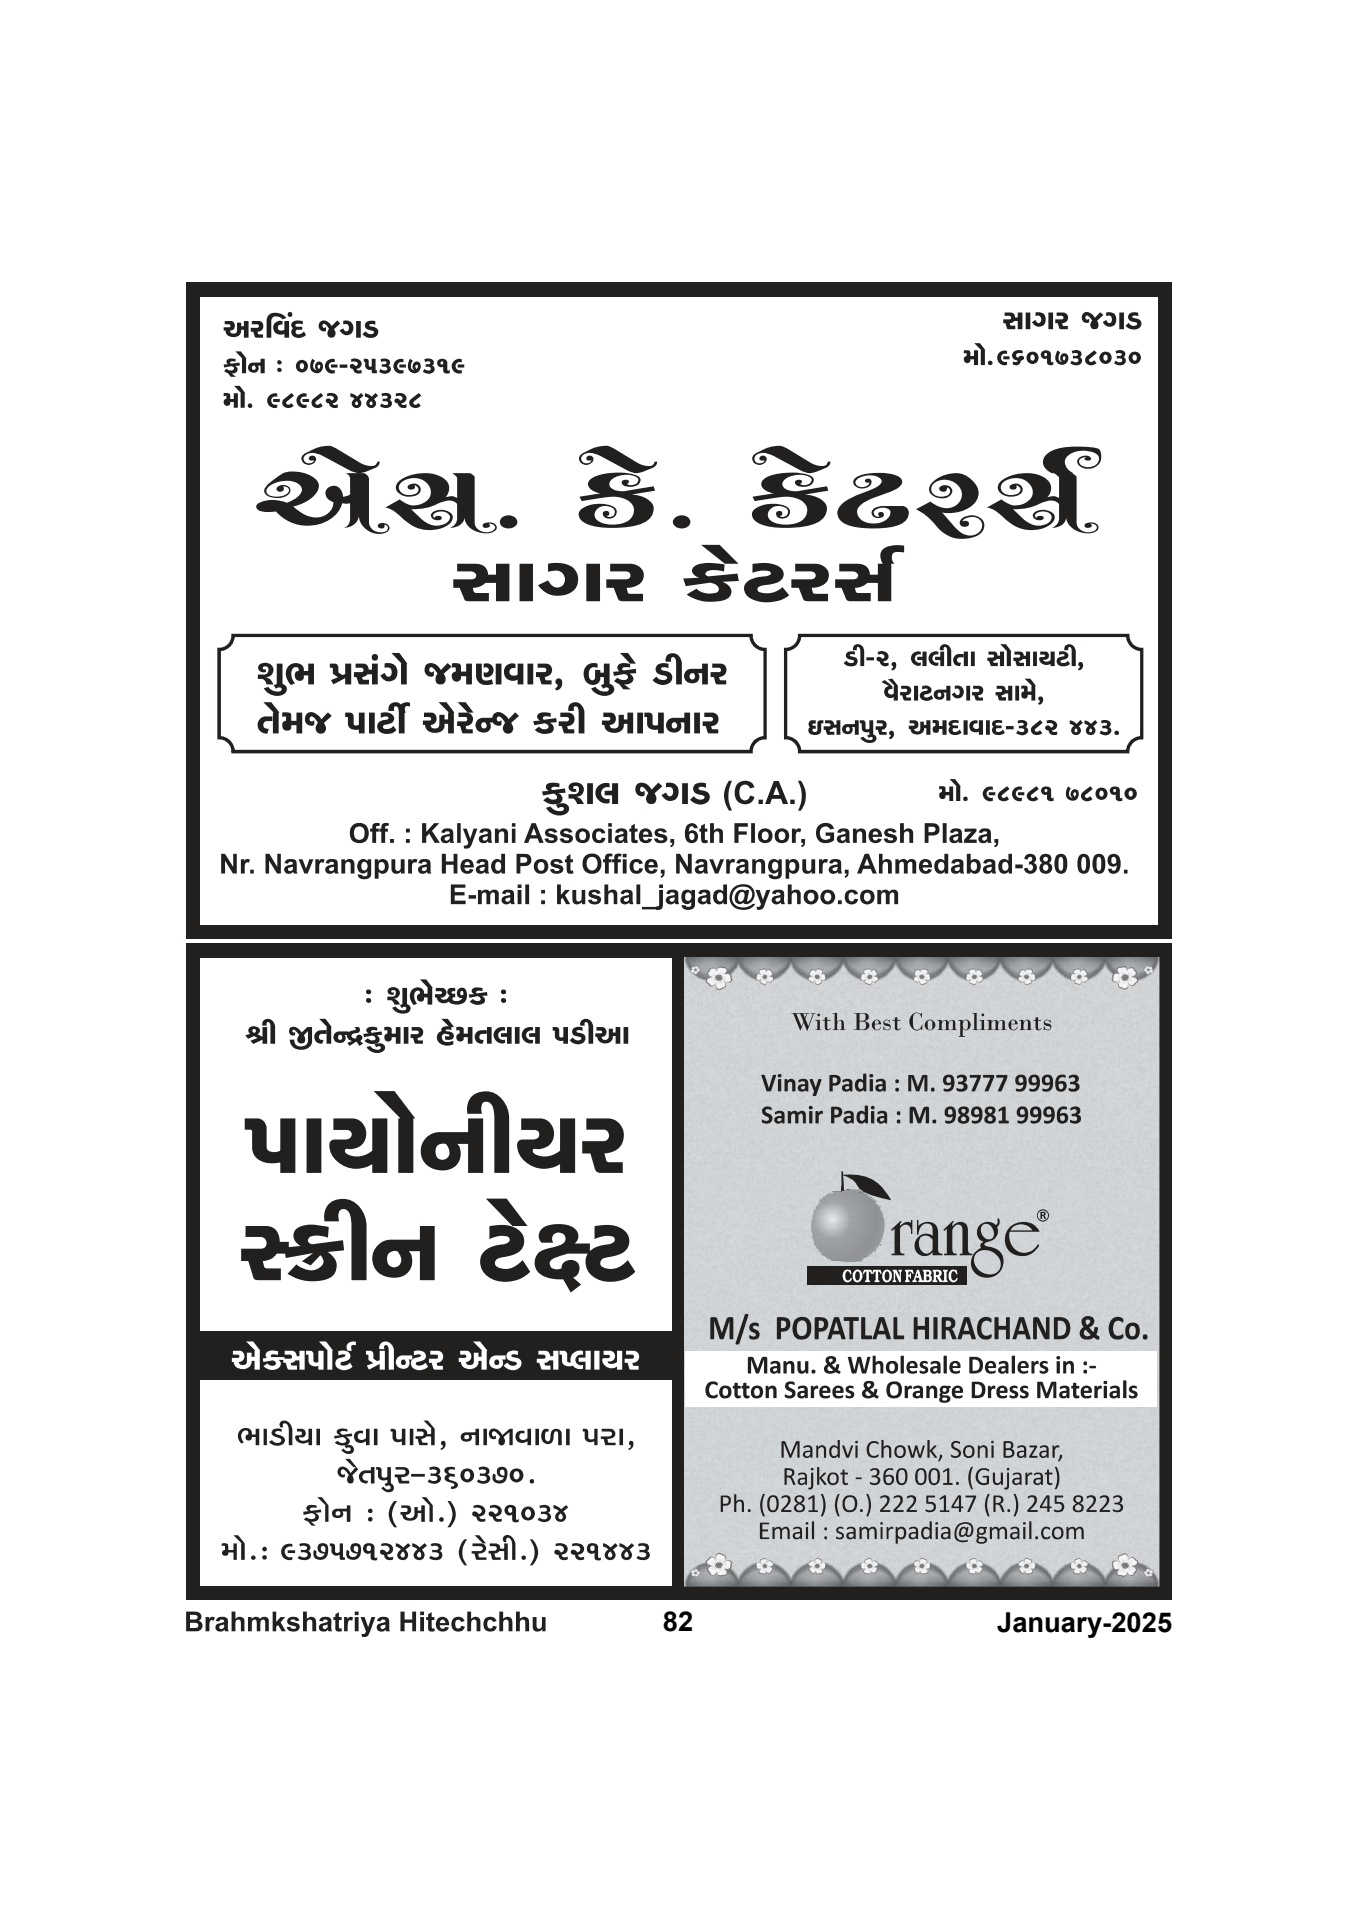 અરવિંદ જગડ
ફોન : ૦૭૯-૨૫૩૯૭૩૧૯
મો. ૯૮૯૮૨ ૪૪૩૨૮
સાગર જગડ
મો.૯૬૦૧૭૩૮૦૩૦
એસ. કે. કેટરર્સ
સાગર કેટરર્સ
શુભ પ્રસંગે જમણવાર, બુફે ડીનર
તેમજ પાર્ટી એરેન્જ કરી આપનાર
ડી-૨, લલીતા સોસાયટી,
વૈરાટનગર સામે,
ઇસનપુર, અમદાવાદ-૩૮૨ ૪૪૩.
કુશલ જગડ (C.A.) મો. ૯૮૯૮૧ ૭૮૦૧૦
Off. : Kalyani Associates, 6th Floor, Ganesh Plaza,
Nr. Navrangpura Head Post Office, Navrangpura, Ahmedabad-380 009.
E-mail : kushal_jagad@yahoo.com
: શુભેચ્છક :
શ્રી જીતેન્દ્રકુમાર હેમતલાલ પડીઆ
પાયોનીયર
સ્ક્રીન ટેક્ષ્ટ
એક્સપોર્ટ પ્રીન્ટર એન્ડ સપ્લાયર
ભાડીયા કુવા પાસે, નાજાવાળા પરા,
જેતપુર–૩૬૦૩૭૦.
ફોન : (ઓ.) ૨૨૧૦૩૪
મો.: ૯૩૭૫૭૧૨૪૪૩ (રેસી.) ૨૨૧૪૪૩
With Best Compliments
Vinay Padia : M. 93777 99963
Samir Padia : M. 98981 99963
Orange®
COTTON FABRIC
M/s POPATLAL HIRACHAND & Co.
Manu. & Wholesale Dealers in :-
Cotton Sarees & Orange Dress Materials
Mandvi Chowk, Soni Bazar,
Rajkot - 360 001. (Gujarat)
Ph. (0281) (O.) 222 5147 (R.) 245 8223
Email : samirpadia@gmail.com
Brahmkshatriya Hitechchhu 82 January-2025